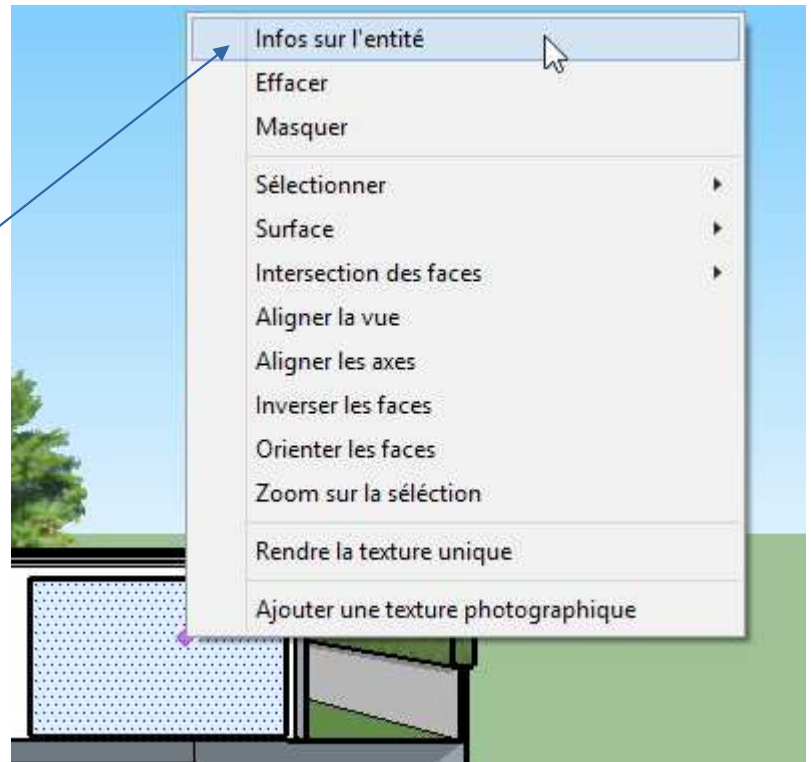 Infos sur l'entité
Effacer
Masquer
Sélectionner
Surface
Intersection des faces
Aligner la vue
Aligner les axes
Inverser les faces
Orienter les faces
Zoom sur la séléction
Rendre la texture unique
Ajouter une texture photographique